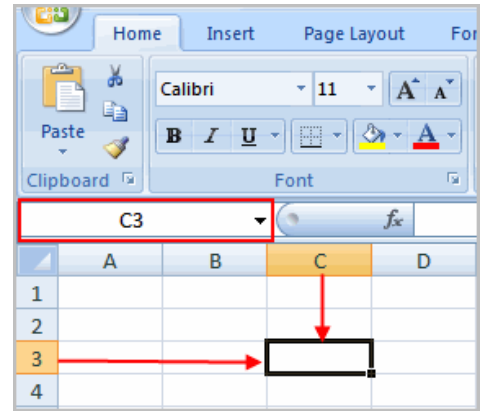 Home Insert Page Layout
Calibri 11 A A
Paste B I U A
Clipboard Font
C3 fx
A B C D
1
2
3
4